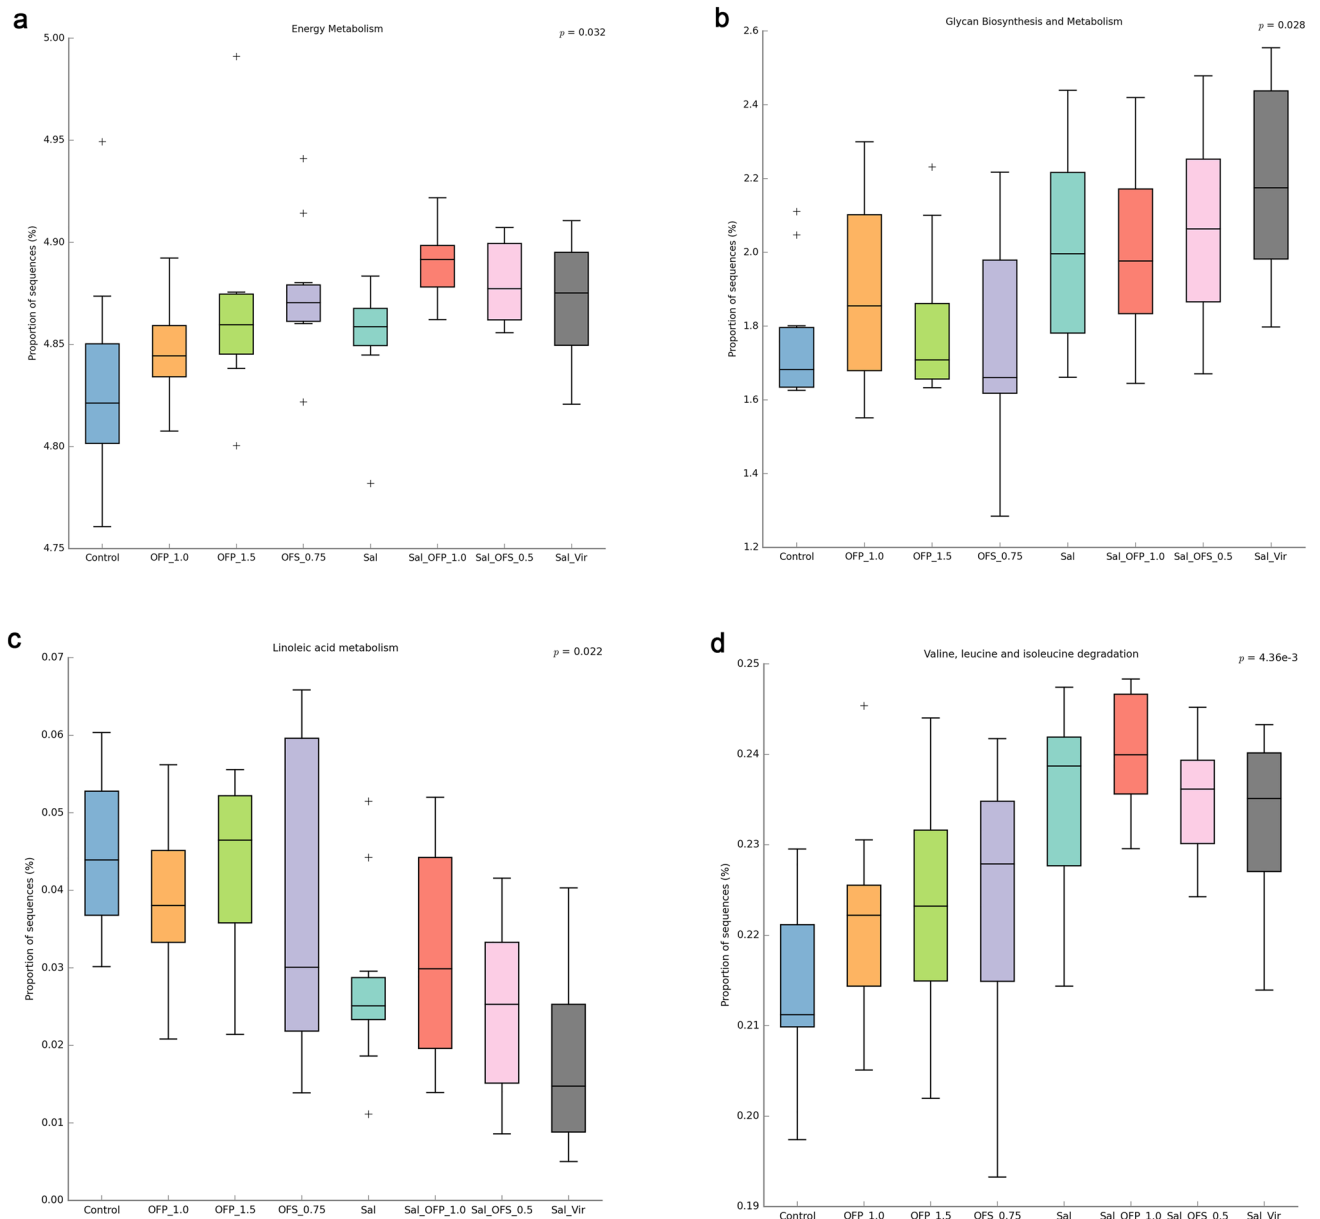 a
Energy Metabolism
p = 0.032
5.00
4.95
4.90
4.85
4.80
4.75
Proportion of sequences (%)
Control OFP_1.0 OFP_1.5 OFS_0.75 Sal Sal_OFP_1.0 Sal_OFS_0.5 Sal_Vir
b
Glycan Biosynthesis and Metabolism
p = 0.028
2.6
2.4
2.2
2.0
1.8
1.6
1.4
1.2
Proportion of sequences (%)
Control OFP_1.0 OFP_1.5 OFS_0.75 Sal Sal_OFP_1.0 Sal_OFS_0.5 Sal_Vir
c
Linoleic acid metabolism
p = 0.022
0.07
0.06
0.05
0.04
0.03
0.02
0.01
0.00
Proportion of sequences (%)
Control OFP_1.0 OFP_1.5 OFS_0.75 Sal Sal_OFP_1.0 Sal_OFS_0.5 Sal_Vir
d
Valine, leucine and isoleucine degradation
p = 4.36e-3
0.25
0.24
0.23
0.22
0.21
0.20
0.19
Proportion of sequences (%)
Control OFP_1.0 OFP_1.5 OFS_0.75 Sal Sal_OFP_1.0 Sal_OFS_0.5 Sal_Vir